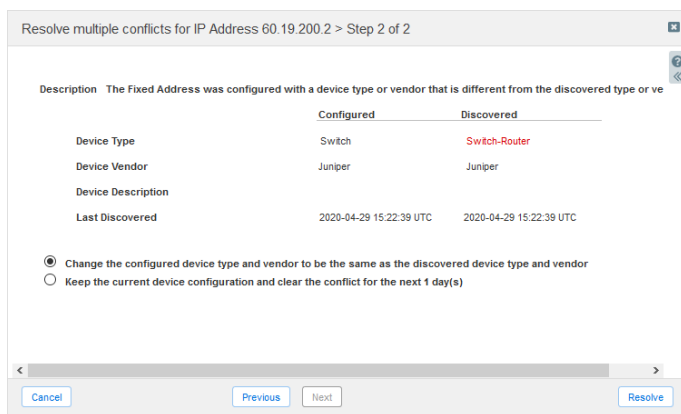 Resolve multiple conflicts for IP Address 60.19.200.2 > Step 2 of 2
Description The Fixed Address was configured with a device type or vendor that is different from the discovered type or ve
Configured Discovered
Device Type Switch Switch-Router
Device Vendor Juniper Juniper
Device Description
Last Discovered 2020-04-29 15:22:39 UTC 2020-04-29 15:22:39 UTC
Change the configured device type and vendor to be the same as the discovered device type and vendor
Keep the current device configuration and clear the conflict for the next 1 day(s)
Cancel Previous Next Resolve